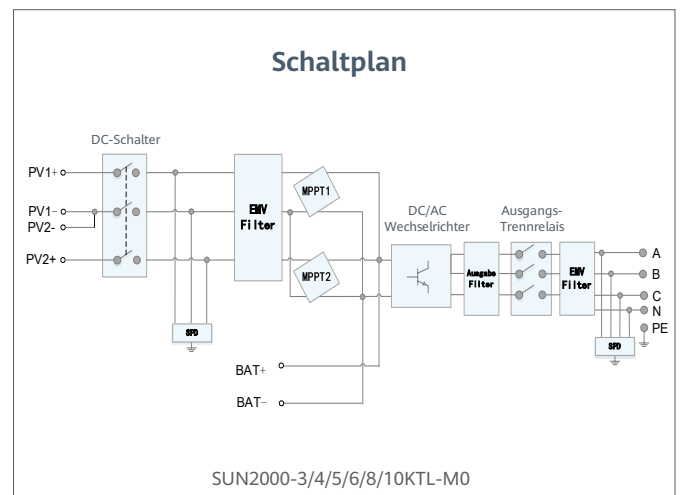 Schaltplan
DC-Schalter
PV1+
PV1−
PV2-
PV2+
EMV
Filter
MPPT1
MPPT2
SPD
BAT+
BAT−
DC/AC
Wechselrichter
Ausgabe
Filter
Ausgangs-
Trennrelais
EMV
Filter
A
B
C
N
PE
SPD
SUN2000-3/4/5/6/8/10KTL-M0